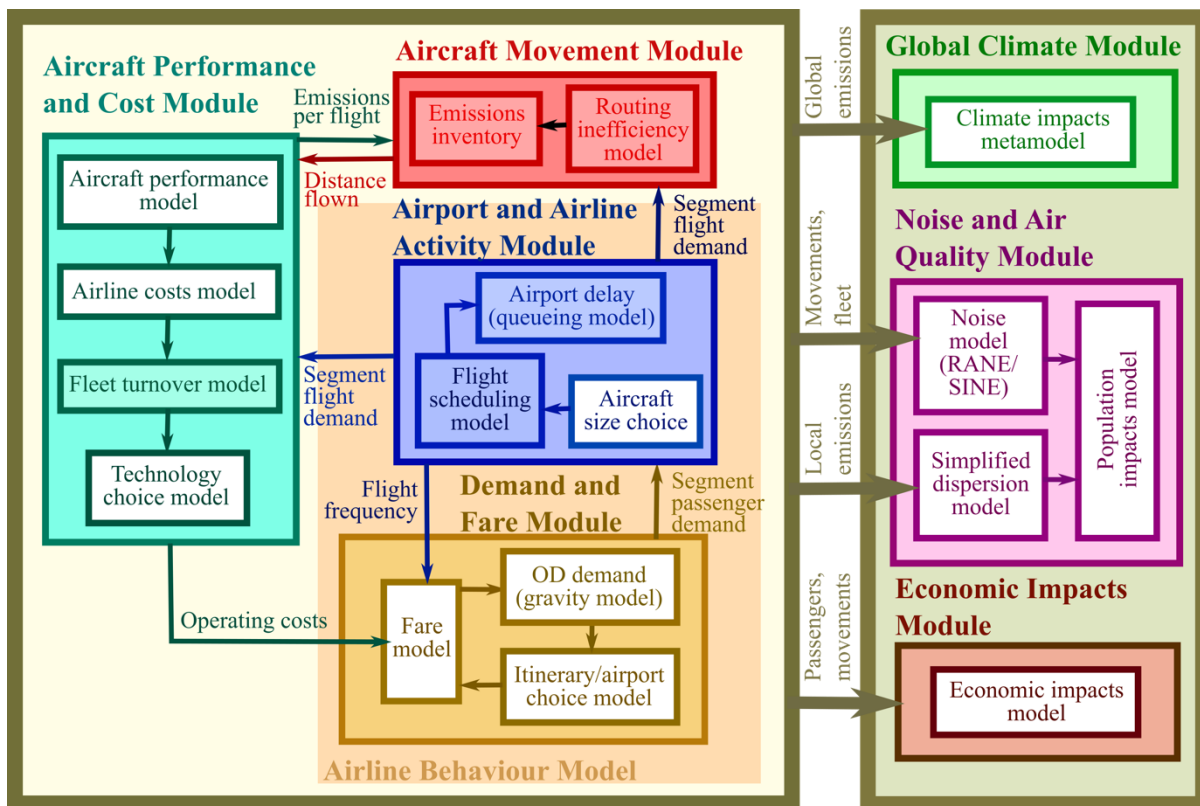 Aircraft Performance
and Cost Module
Aircraft performance
model
Airline costs model
Fleet turnover model
Technology
choice model
Emissions
per flight
Distance
flown
Aircraft Movement Module
Emissions
inventory
Routing
inefficiency
model
Airport and Airline
Activity Module
Segment
flight
demand
Airport delay
(queueing model)
Flight
scheduling
model
Aircraft
size choice
Segment
flight
demand
Flight
frequency
Demand and
Fare Module
Segment
passenger
demand
Operating costs
Fare
model
OD demand
(gravity model)
Itinerary/airport
choice model
Airline Behaviour Model
Global
emissions
Movements,
fleet
Local
emissions
Passengers,
movements
Global Climate Module
Climate impacts
metamodel
Noise and Air
Quality Module
Noise
model
(RANE/
SINE)
Simplified
dispersion
model
Population
impacts model
Economic Impacts
Module
Economic impacts
model